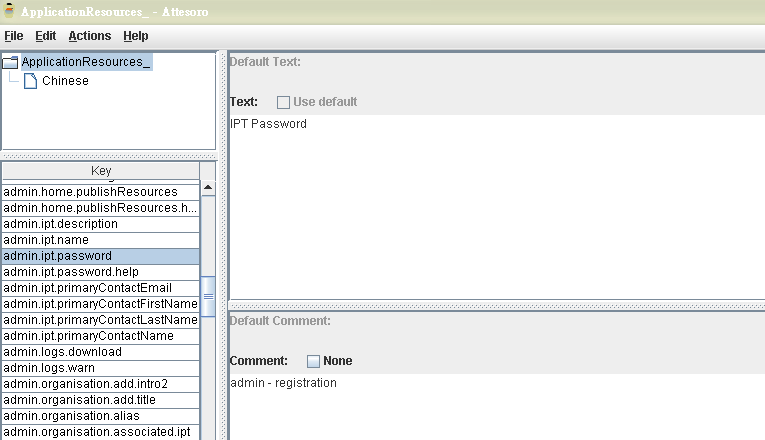 ApplicationResources_ - Attesoro
File Edit Actions Help
ApplicationResources_
Chinese
Default Text:
Text: Use default
IPT Password
Key
admin.home.publishResources
admin.home.publishResources.h...
admin.ipt.description
admin.ipt.name
admin.ipt.password
admin.ipt.password.help
admin.ipt.primaryContactEmail
admin.ipt.primaryContactFirstName
admin.ipt.primaryContactLastName
admin.ipt.primaryContactName
admin.logs.download
admin.logs.warn
admin.organisation.add.intro2
admin.organisation.add.title
admin.organisation.alias
admin.organisation.associated.ipt
Default Comment:
Comment: None
admin - registration